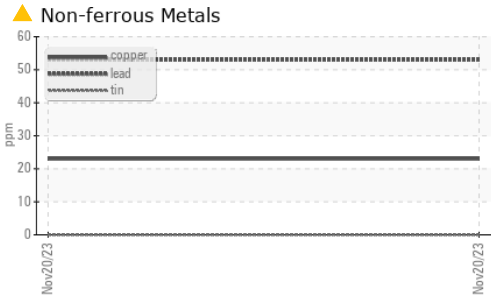 Non-ferrous Metals
60
50
40
30
20
10
0
ppm
copper
lead
tin
Nov20/23
Nov20/23